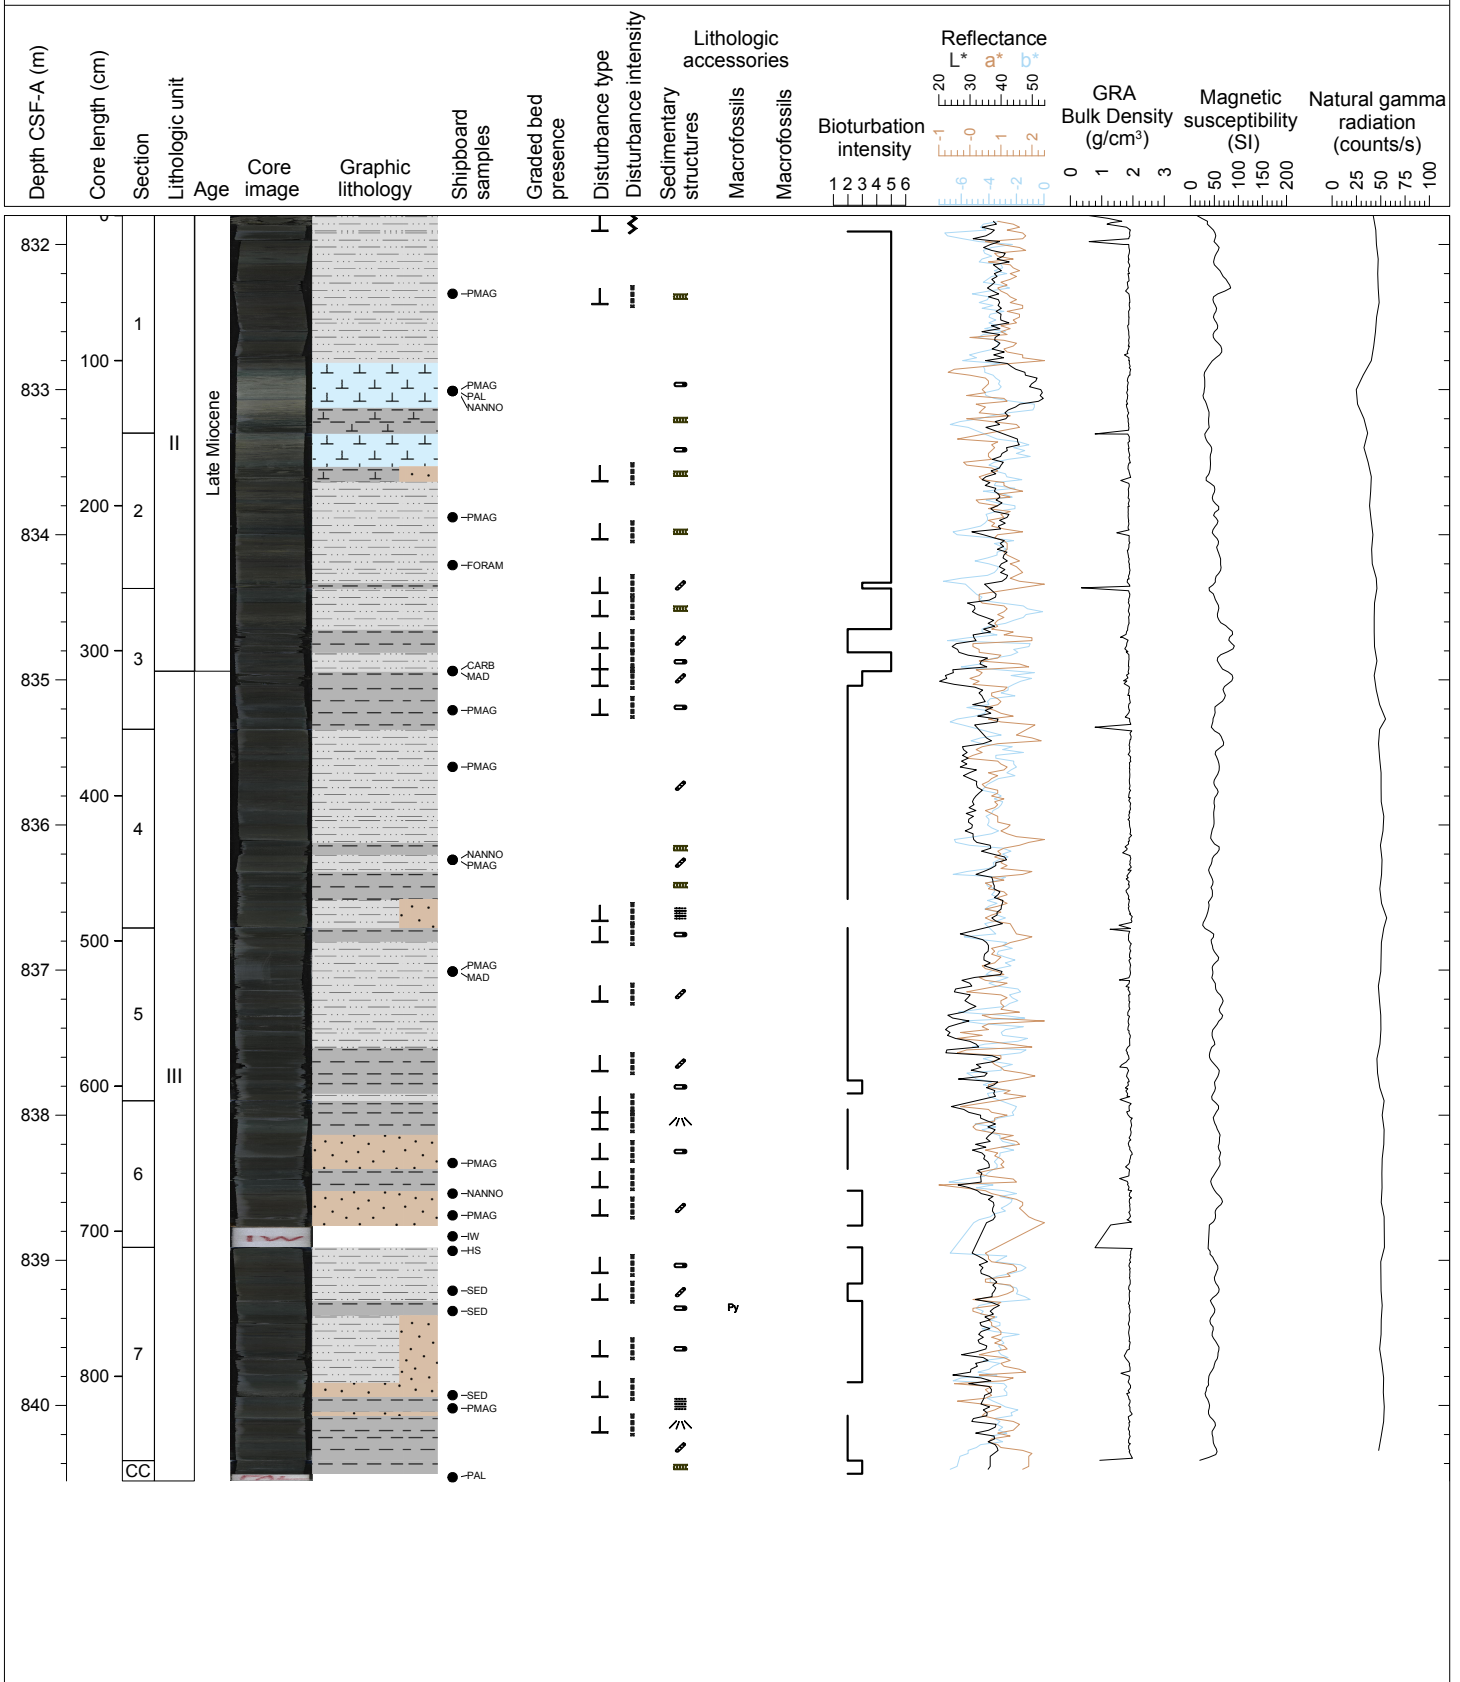 Depth CSF-A (m)
Core length (cm)
Section
Lithologic unit
Age
Core
image
Graphic
lithology
Shipboard
samples
Graded bed
presence
Disturbance type
Disturbance intensity
Lithologic
accessories
Sedimentary
structures
Macrofossils
Macrofossils
Bioturbation
intensity
1 2 3 4 5 6
Reflectance
L* a* b*
20 30 40 50
-1 -0 1 2
-6 -4 -2 0
GRA
Bulk Density
(g/cm³)
0 1 2 3
Magnetic
susceptibility
(SI)
0 50 100 150 200
Natural gamma
radiation
(counts/s)
0 25 50 75 100
0
832
PMAG
1
100
833
PMAG
PAL
NANNO
II
Late Miocene
200
2
PMAG
834
FORAM
300
3
CARB
MAD
835
PMAG
PMAG
400
836
4
NANNO
PMAG
500
837
PMAG
MAD
5
600
III
838
PMAG
6
NANNO
PMAG
700
IW
IW
HS
839
SED
SED
Py
7
800
SED
840
PMAG
CC
PAL